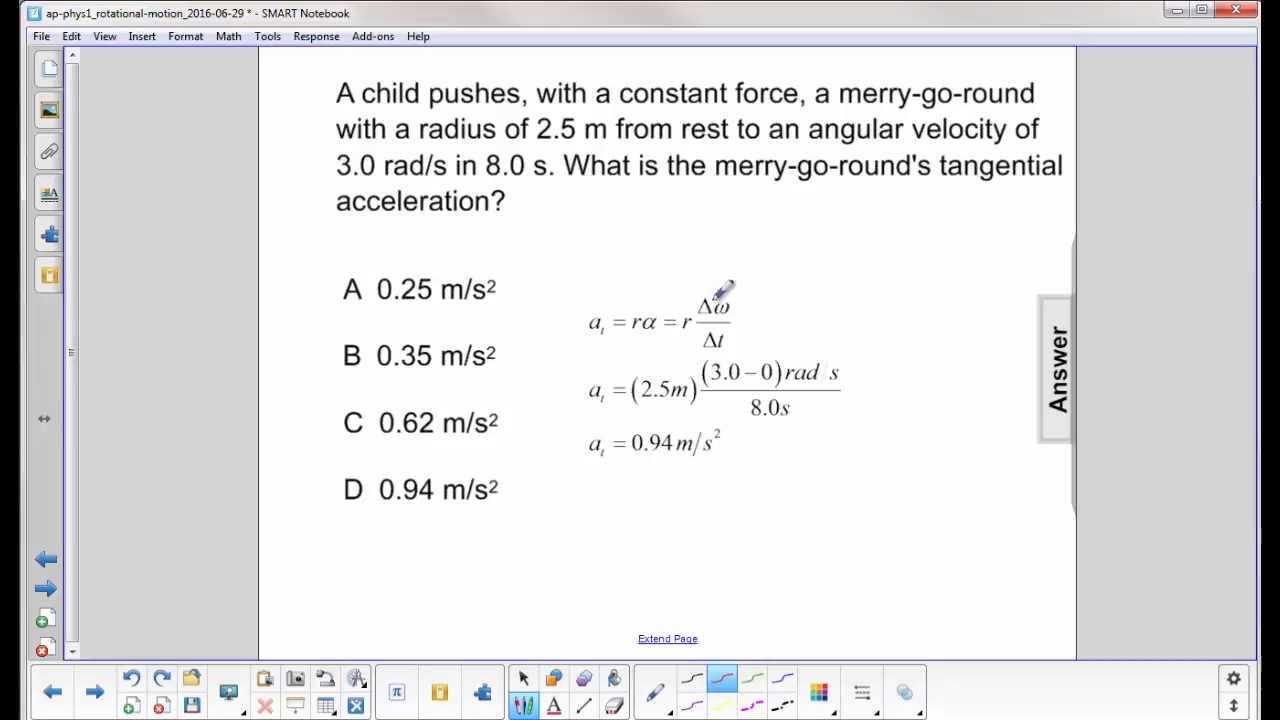 ap-phys1_rotational-motion_2016-06-29 * - SMART Notebook
File Edit View Insert Format Math Tools Response Add-ons Help
A child pushes, with a constant force, a merry-go-round
with a radius of 2.5 m from rest to an angular velocity of
3.0 rad/s in 8.0 s. What is the merry-go-round's tangential
acceleration?
A 0.25 m/s²
B 0.35 m/s²
C 0.62 m/s²
D 0.94 m/s²
aₜ = rα = r Δω/Δt
aₜ = (2.5m) (3.0 − 0) rad/s / 8.0s
aₜ = 0.94 m/s²
Answer
Extend Page